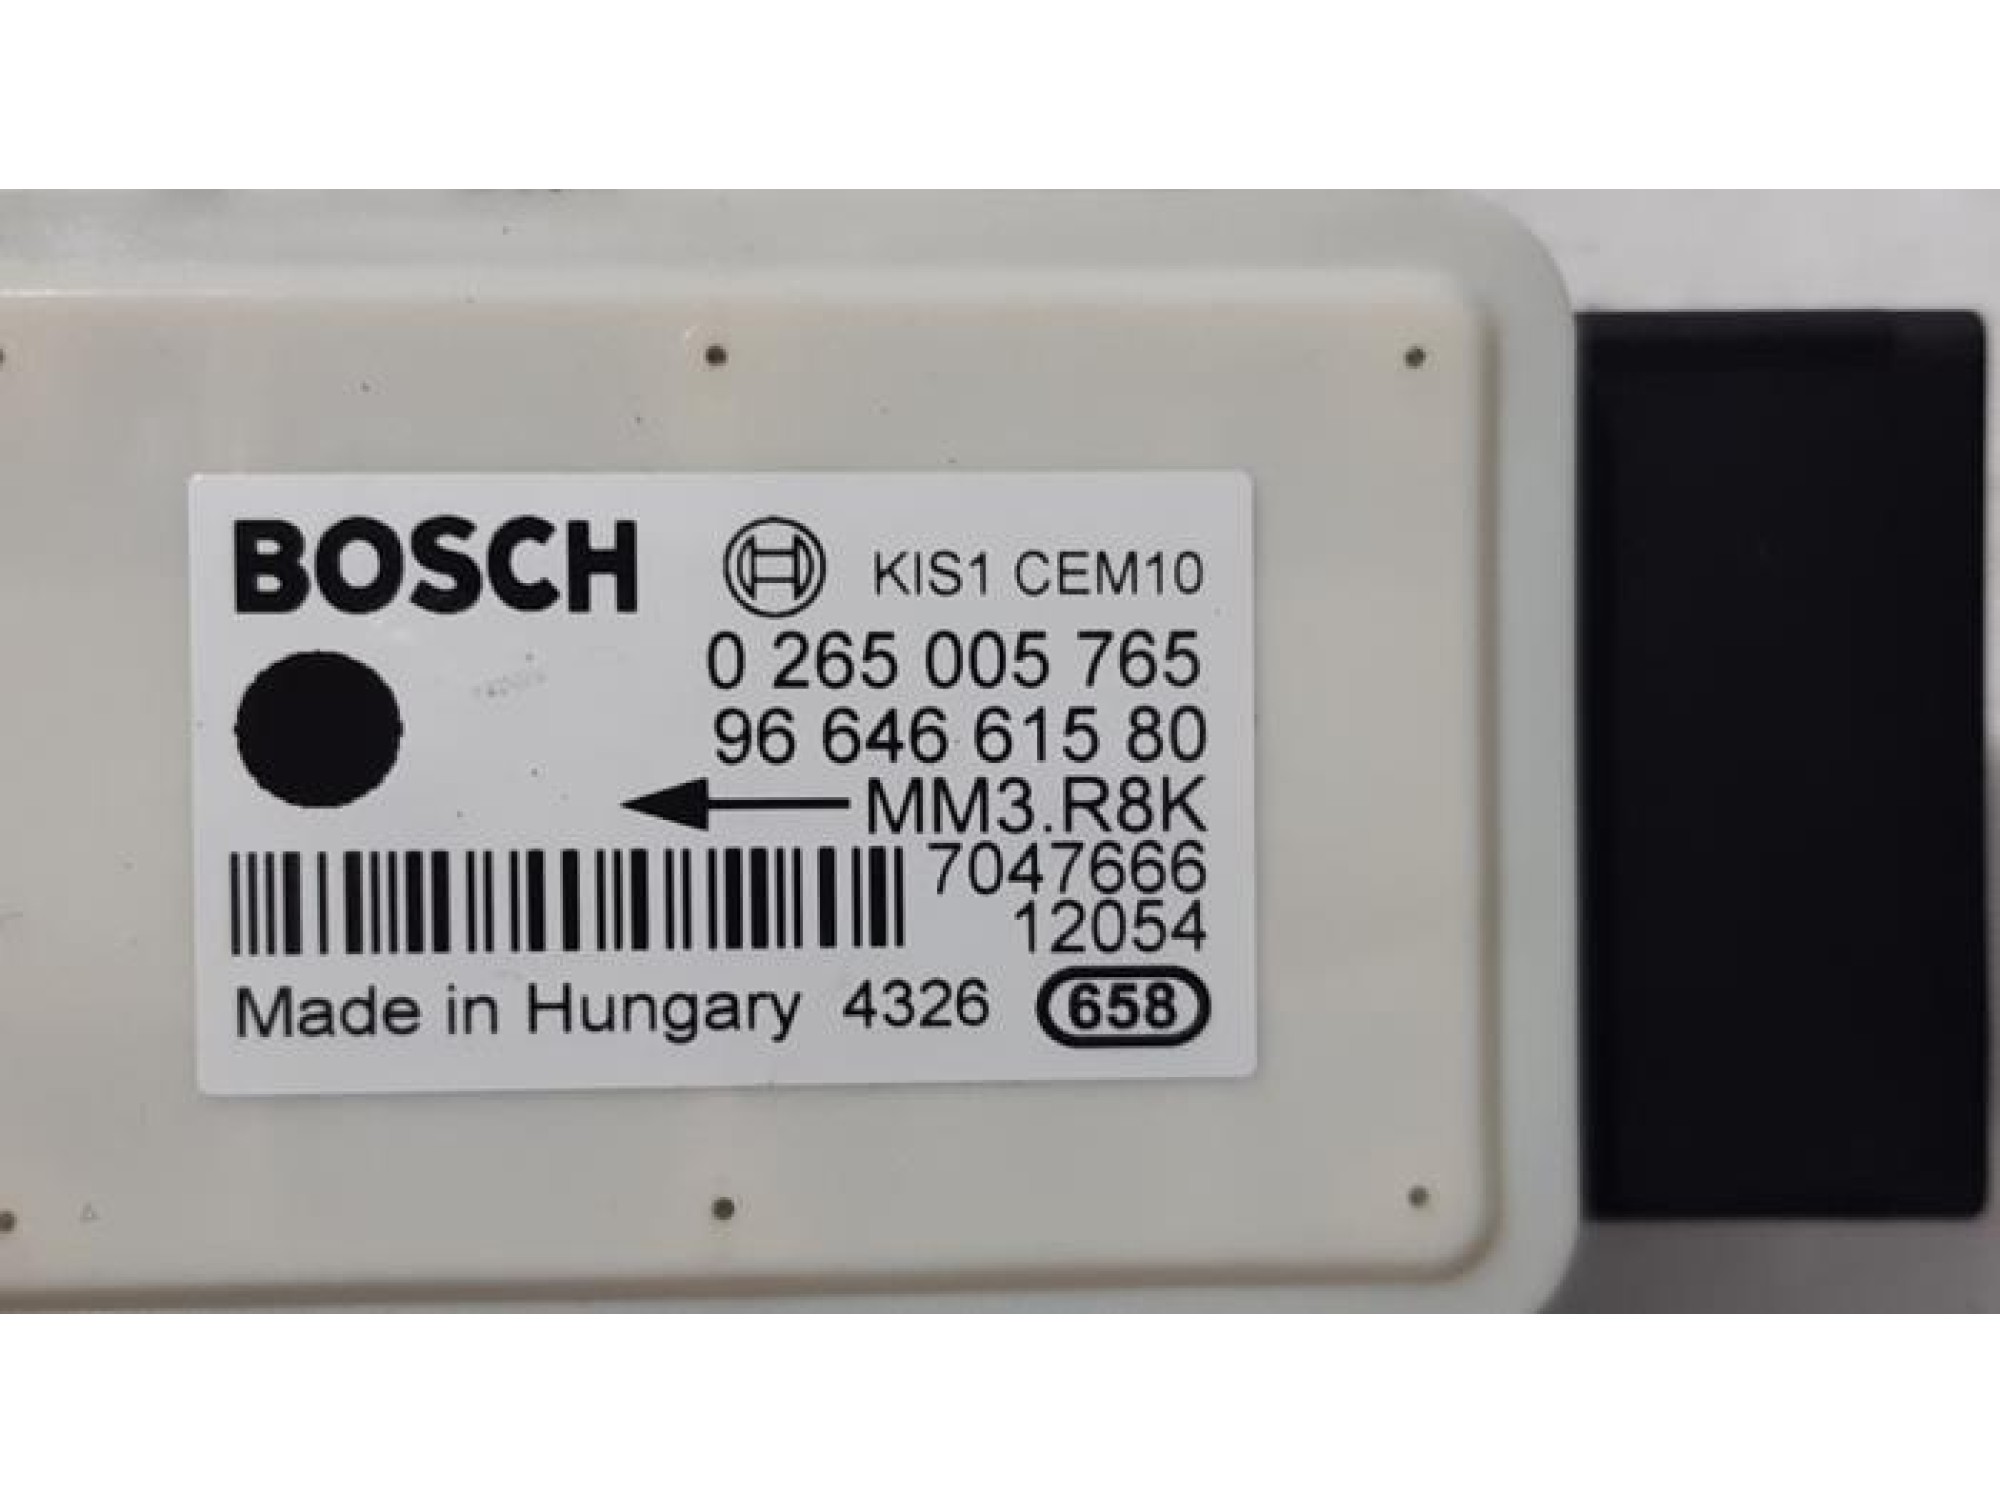 BOSCH KIS1 CEM10
0 265 005 765
96 646 615 80
MM3.R8K
7047666
12054
Made in Hungary 4326 658